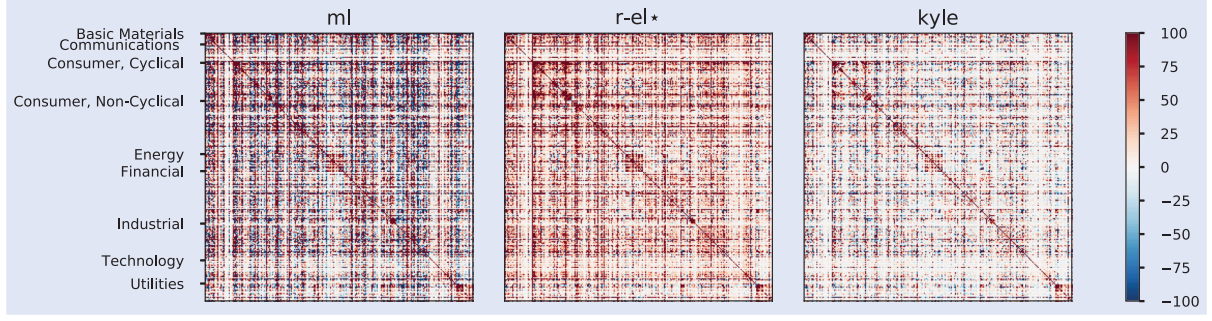 ml
r-el⋆
kyle
Basic Materials
Communications
Consumer, Cyclical
Consumer, Non-Cyclical
Energy
Financial
Industrial
Technology
Utilities
100
75
50
25
0
−25
−50
−75
−100